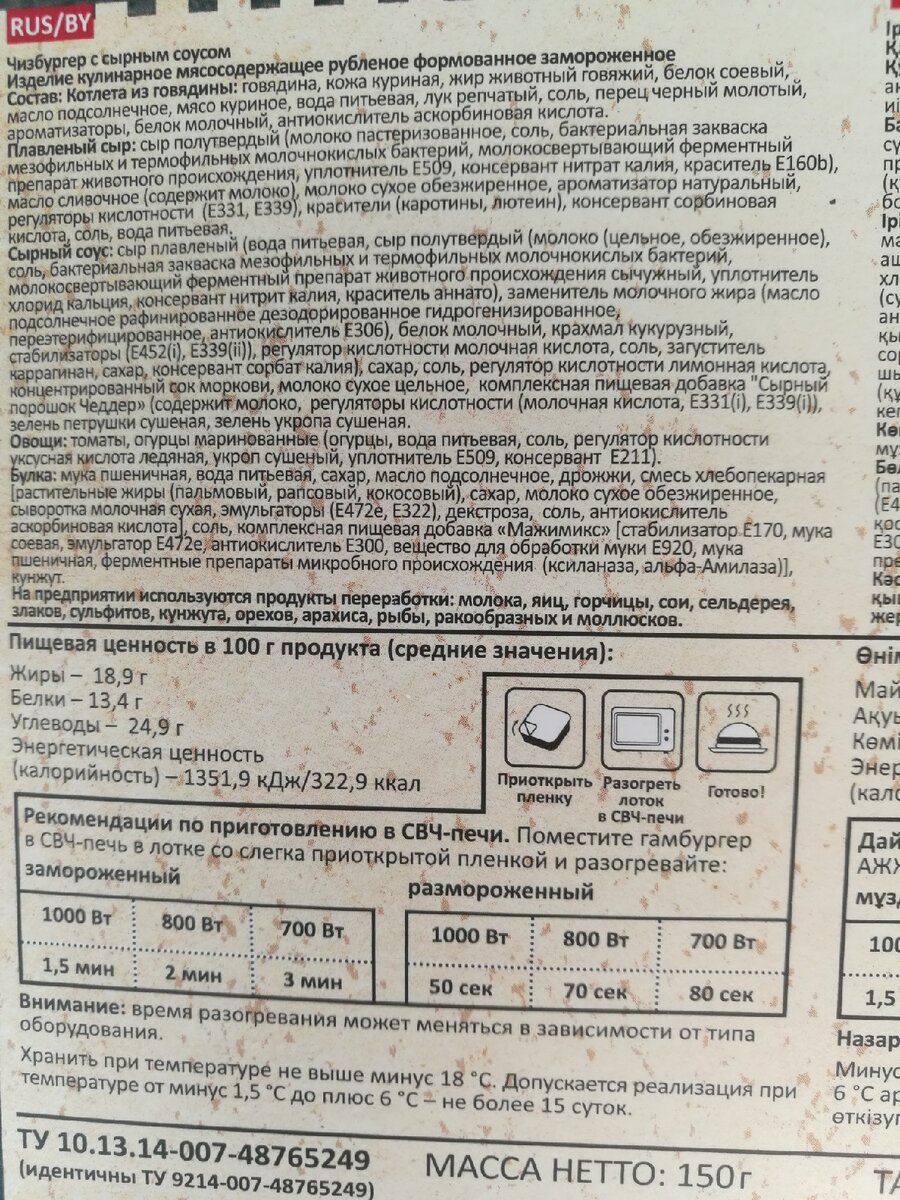 RUS/BY
Чизбургер с сырным соусом
Изделие кулинарное мясосодержащее рубленое формованное замороженное
Состав: Котлета из говядины: говядина, кожа куриная, жир животный говяжий, белок соевый,
масло подсолнечное, мясо куриное, вода питьевая, лук репчатый, соль, перец черный молотый,
ароматизаторы, белок молочный, антиокислитель аскорбиновая кислота.
Плавленый сыр: сыр полутвердый (молоко пастеризованное, соль, бактериальная закваска
мезофильных и термофильных молочнокислых бактерий, молокосвертывающий ферментный
препарат животного происхождения, уплотнитель Е509, консервант нитрат калия, краситель Е160b),
масло сливочное (содержит молоко), молоко сухое обезжиренное, ароматизатор натуральный,
регуляторы кислотности (Е331, Е339), красители (каротины, лютеин), консервант сорбиновая
кислота, соль, вода питьевая.
Сырный соус: сыр плавленый (вода питьевая, сыр полутвердый (молоко (цельное, обезжиренное),
соль, бактериальная закваска мезофильных и термофильных молочнокислых бактерий,
молокосвертывающий ферментный препарат животного происхождения сычужный, уплотнитель
хлорид кальция, консервант нитрит калия, краситель аннато), заменитель молочного жира (масло
подсолнечное рафинированное дезодорированное гидрогенизированное,
переэтерифицированное, антиокислитель Е306), белок молочный, крахмал кукурузный,
стабилизаторы (Е452(i), Е339(ii)), регулятор кислотности молочная кислота, соль, загуститель
каррагинан, сахар, консервант сорбат калия), сахар, соль, регулятор кислотности лимонная кислота,
концентрированный сок моркови, молоко сухое цельное, комплексная пищевая добавка "Сырный
порошок Чеддер» (содержит молоко, регуляторы кислотности (молочная кислота, Е331(i), Е339(i)),
зелень петрушки сушеная, зелень укропа сушеная.
Овощи: томаты, огурцы маринованные (огурцы, вода питьевая, соль, регулятор кислотности
уксусная кислота ледяная, укроп сушеный, уплотнитель Е509, консервант Е211).
Булка: мука пшеничная, вода питьевая, сахар, масло подсолнечное, дрожжи, смесь хлебопекарная
[растительные жиры (пальмовый, рапсовый, кокосовый), сахар, молоко сухое обезжиренное,
сыворотка молочная сухая, эмульгаторы (Е472е, Е322), декстроза, соль, антиокислитель
аскорбиновая кислота], соль, комплексная пищевая добавка «Мажимикс» [стабилизатор Е170, мука
соевая, эмульгатор Е472е, антиокислитель Е300, вещество для обработки муки Е920, мука
пшеничная, ферментные препараты микробного происхождения (ксиланаза, альфа-Амилаза)],
кунжут.
На предприятии используются продукты переработки: молока, яиц, горчицы, сои, сельдерея,
злаков, сульфитов, кунжута, орехов, арахиса, рыбы, ракообразных и моллюсков.
Пищевая ценность в 100 г продукта (средние значения):
Жиры – 18,9 г
Белки – 13,4 г
Углеводы – 24,9 г
Энергетическая ценность
(калорийность) – 1351,9 кДж/322,9 ккал
Приоткрыть пленку
Разогреть лоток в СВЧ-печи
Готово!
Рекомендации по приготовлению в СВЧ-печи. Поместите гамбургер
в СВЧ-печь в лотке со слегка приоткрытой пленкой и разогревайте:
замороженный
1000 Вт 800 Вт 700 Вт
1,5 мин 2 мин 3 мин
размороженный
1000 Вт 800 Вт 700 Вт
50 сек 70 сек 80 сек
Внимание: время разогревания может меняться в зависимости от типа
оборудования.
Хранить при температуре не выше минус 18 °С. Допускается реализация при
температуре от минус 1,5 °С до плюс 6 °С – не более 15 суток.
ТУ 10.13.14-007-48765249
(идентичны ТУ 9214-007-48765249)
МАССА НЕТТО: 150 г